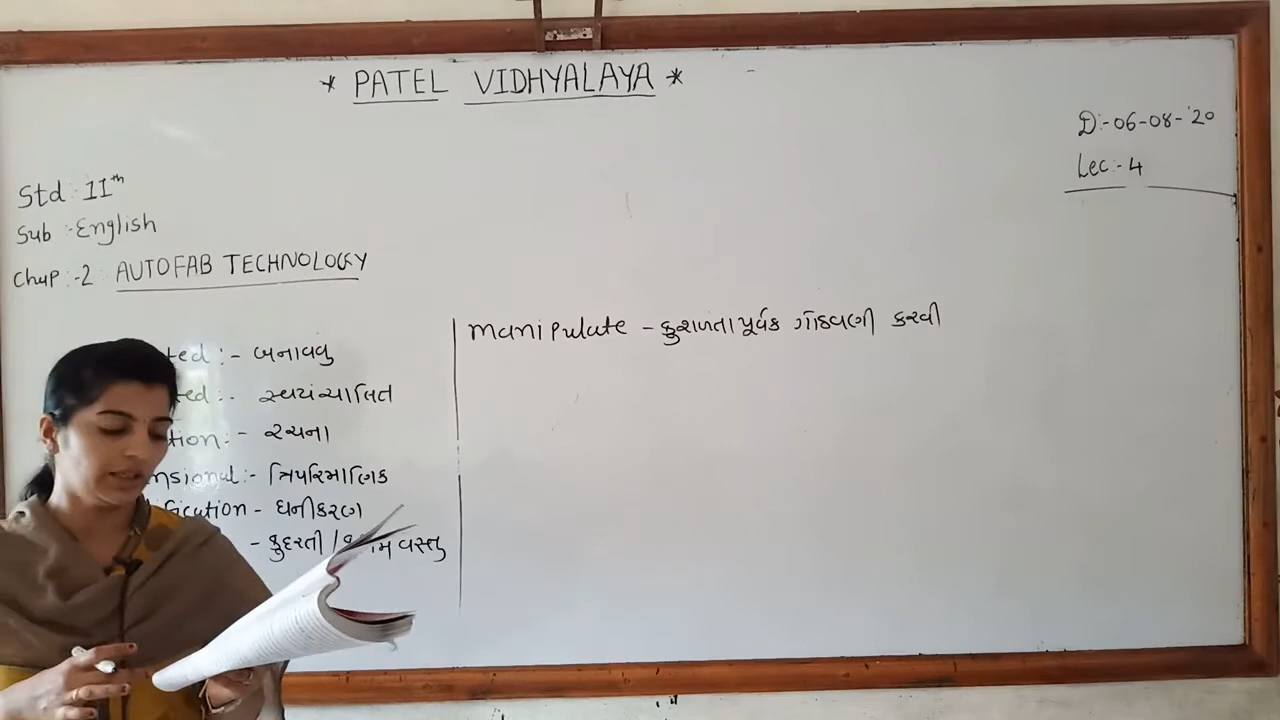 * PATEL VIDHYALAYA *
D:-06-08-'20
Lec:-4
Std: 11th
Sub:-English
Chap:-2: AUTOFAB TECHNOLOGY
ted:- બનાવવુ
ted:- સ્વયંચાલિત
tion:- રચના
nsional:- ત્રિપરિમાણિક
fication - ઘનીકરણ
- કુદરતી / વસ્તુ
manipulate - કુશળતાપૂર્વક ગોઠવણી કરવી